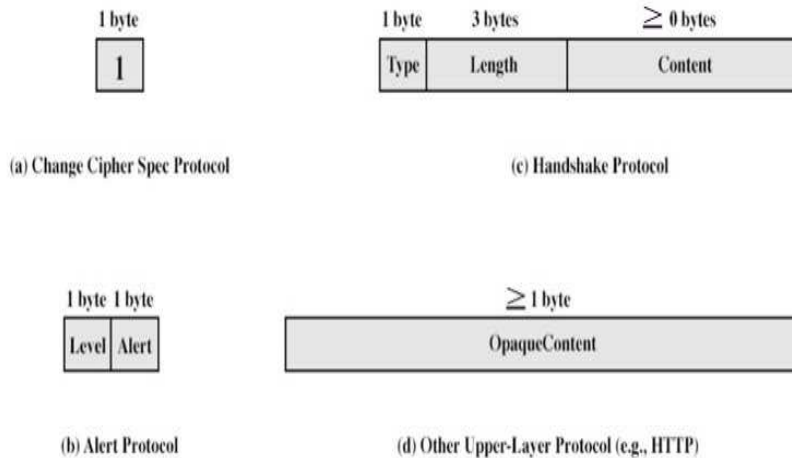 1 byte
1
(a) Change Cipher Spec Protocol
1 byte 3 bytes ≥ 0 bytes
Type Length Content
(c) Handshake Protocol
1 byte 1 byte
Level Alert
(b) Alert Protocol
≥ 1 byte
OpaqueContent
(d) Other Upper-Layer Protocol (e.g., HTTP)